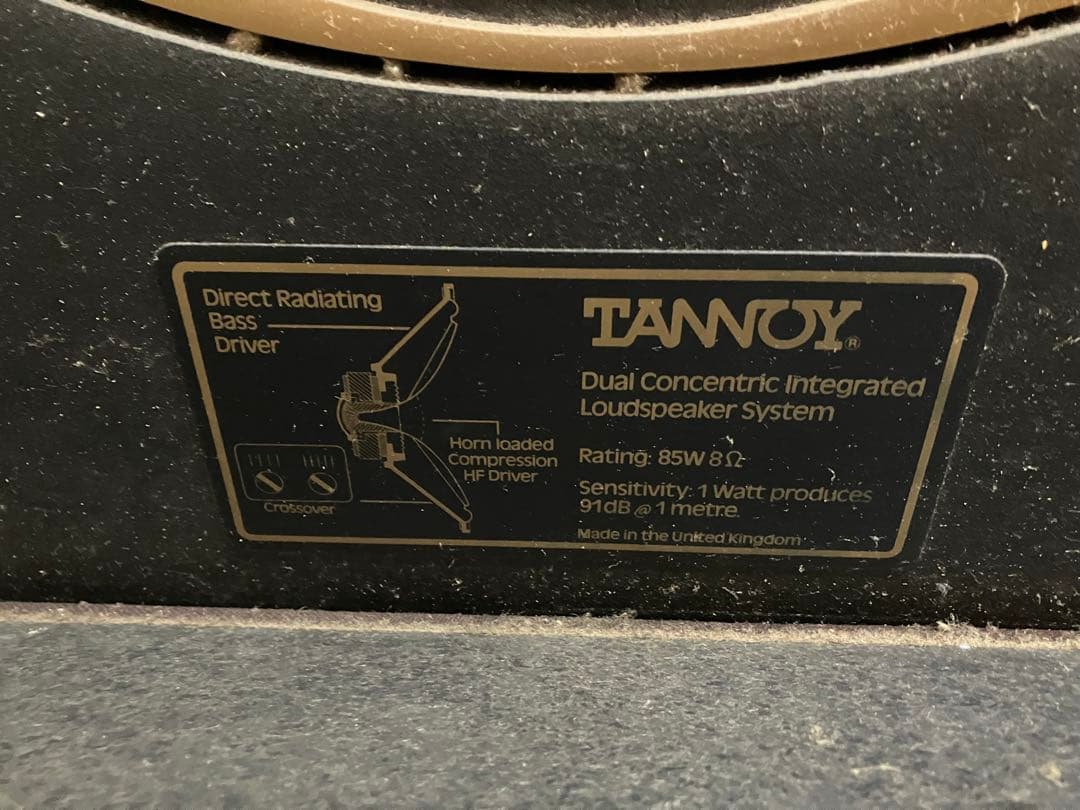 Direct Radiating
Bass
Driver
Horn loaded
Compression
HF Driver
Crossover
TANNOY®
Dual Concentric Integrated
Loudspeaker System
Rating: 85W 8Ω
Sensitivity: 1 Watt produces
91dB @ 1 metre.
Made in the United Kingdom